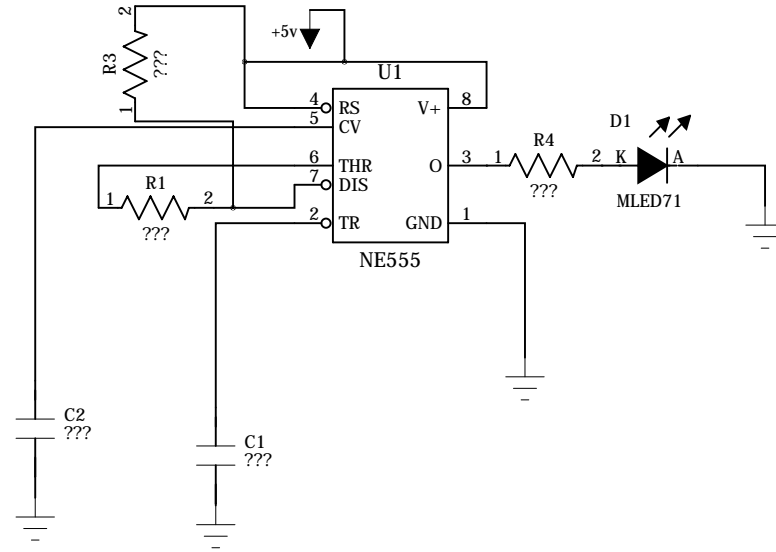 2
+5v
R3
???
1
U1
4
RS
V+
8
5
CV
6
THR
O
3
1
R4
2
???
D1
K
A
MLED71
7
DIS
1
R1
2
???
2
TR
GND
1
NE555
C2
???
C1
???